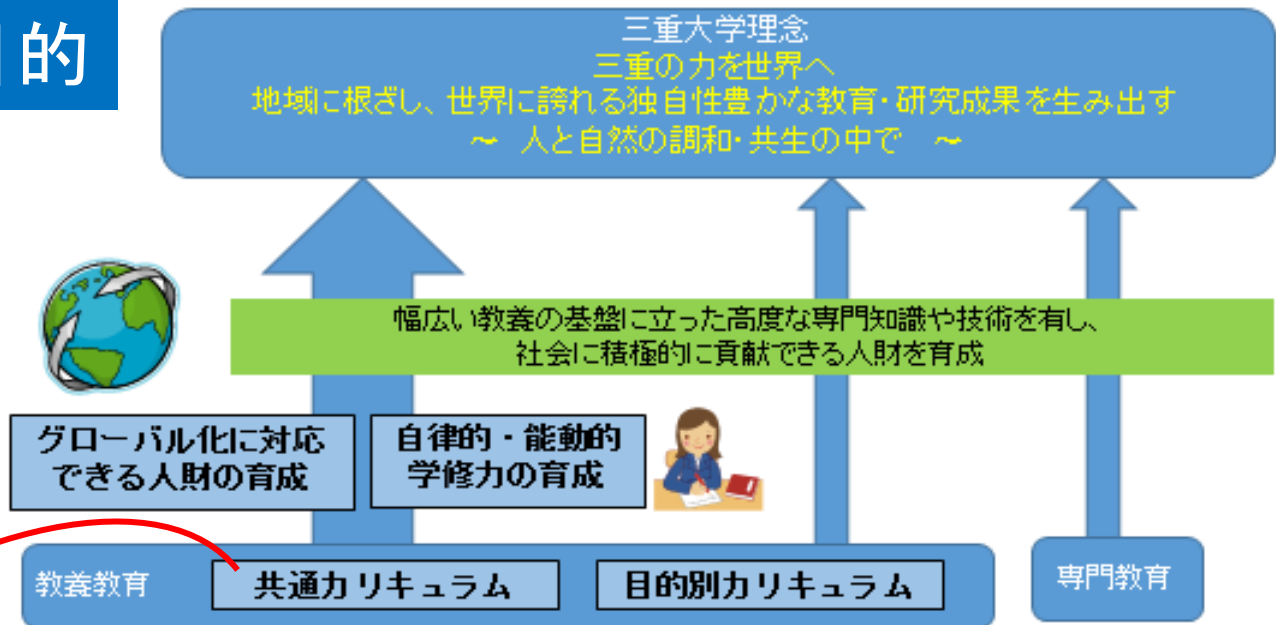 的
三重大学理念
三重の力を世界へ
地域に根ざし、世界に誇れる独自性豊かな教育・研究成果を生み出す
～ 人と自然の調和・共生の中で ～
幅広い教養の基盤に立った高度な専門知識や技術を有し、
社会に積極的に貢献できる人財を育成
グローバル化に対応
できる人財の育成
自律的・能動的
学修力の育成
教養教育
共通カリキュラム
目的別カリキュラム
専門教育